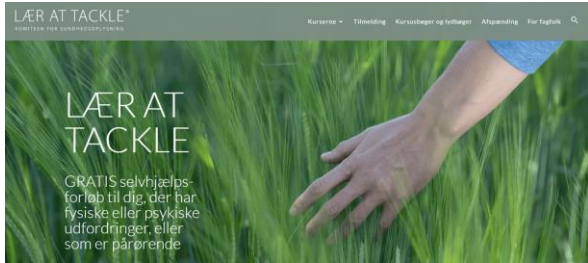 LÆR AT TACKLE®
KOMITEEN FOR SUNDHEDSOPLYSNING
Kurserne Tilmelding Kursusbøger og lydbøger Afspænding For fagfolk
LÆR AT
TACKLE
GRATIS selvhjælps-
forløb til dig, der har
fysiske eller psykiske
udfordringer, eller
som er pårørende